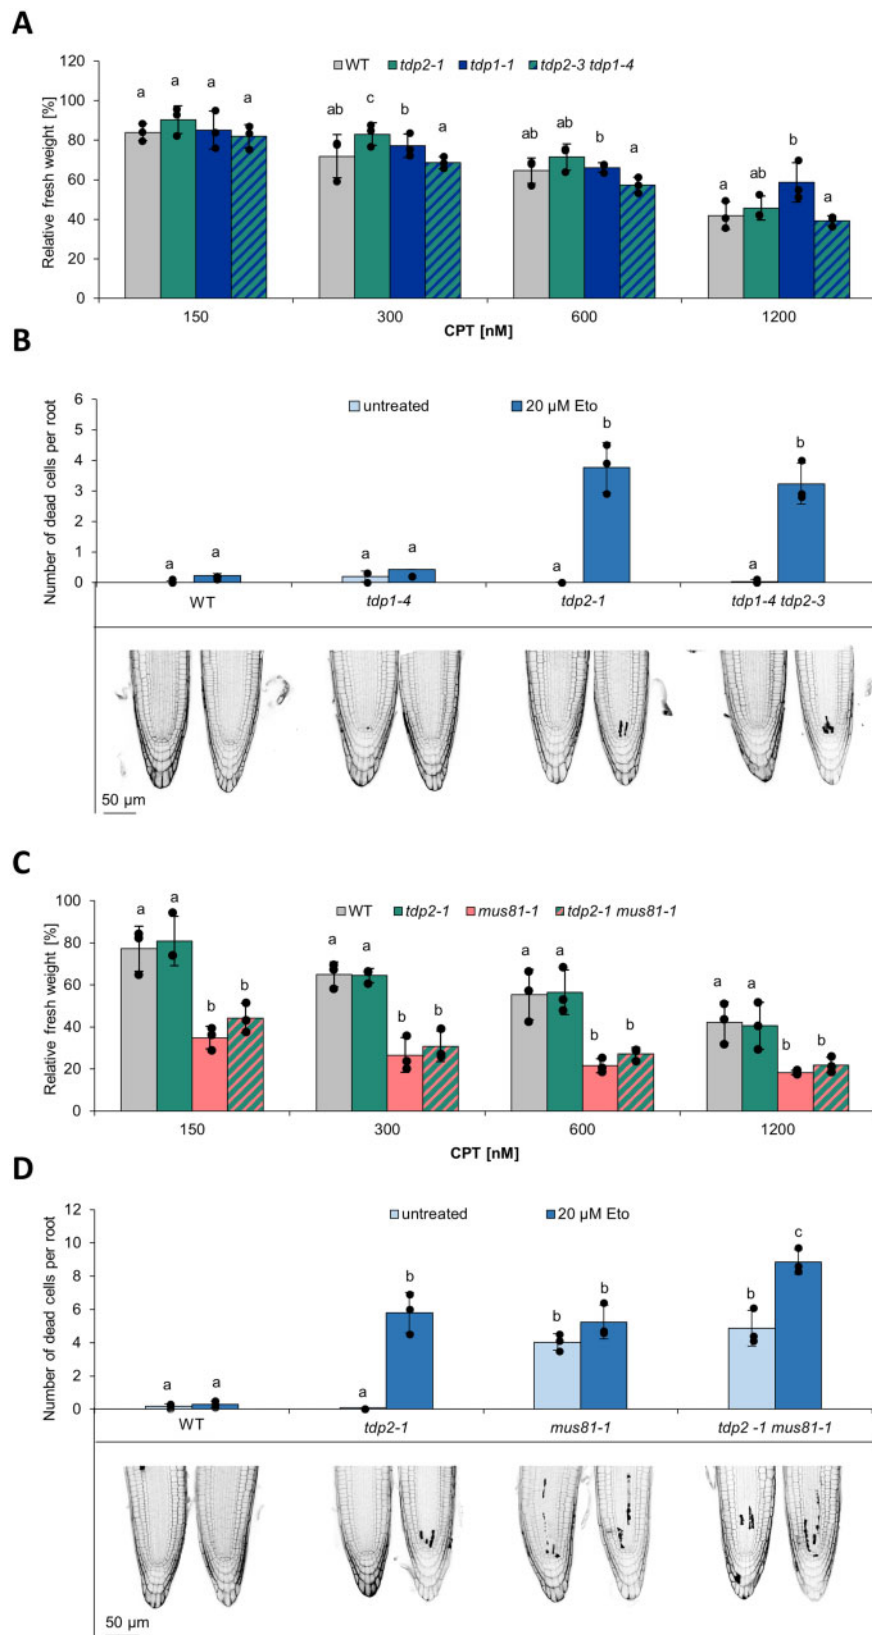 A
WT tdp2-1 tdp1-1 tdp2-3 tdp1-4
Relative fresh weight [%]
120
100
80
60
40
20
0
a a a a
ab c b a
ab ab b a
a ab b a
150 300 600 1200
CPT [nM]
B
untreated 20 µM Eto
Number of dead cells per root
6
5
4
3
2
1
0
a a a a a b a b
WT tdp1-4 tdp2-1 tdp1-4 tdp2-3
50 µm
C
WT tdp2-1 mus81-1 tdp2-1 mus81-1
Relative fresh weight [%]
100
80
60
40
20
0
a a b b
a a b b
a a b b
a a b b
150 300 600 1200
CPT [nM]
D
untreated 20 µM Eto
Number of dead cells per root
12
10
8
6
4
2
0
a a a b b b b c
WT tdp2-1 mus81-1 tdp2 -1 mus81-1
50 µm